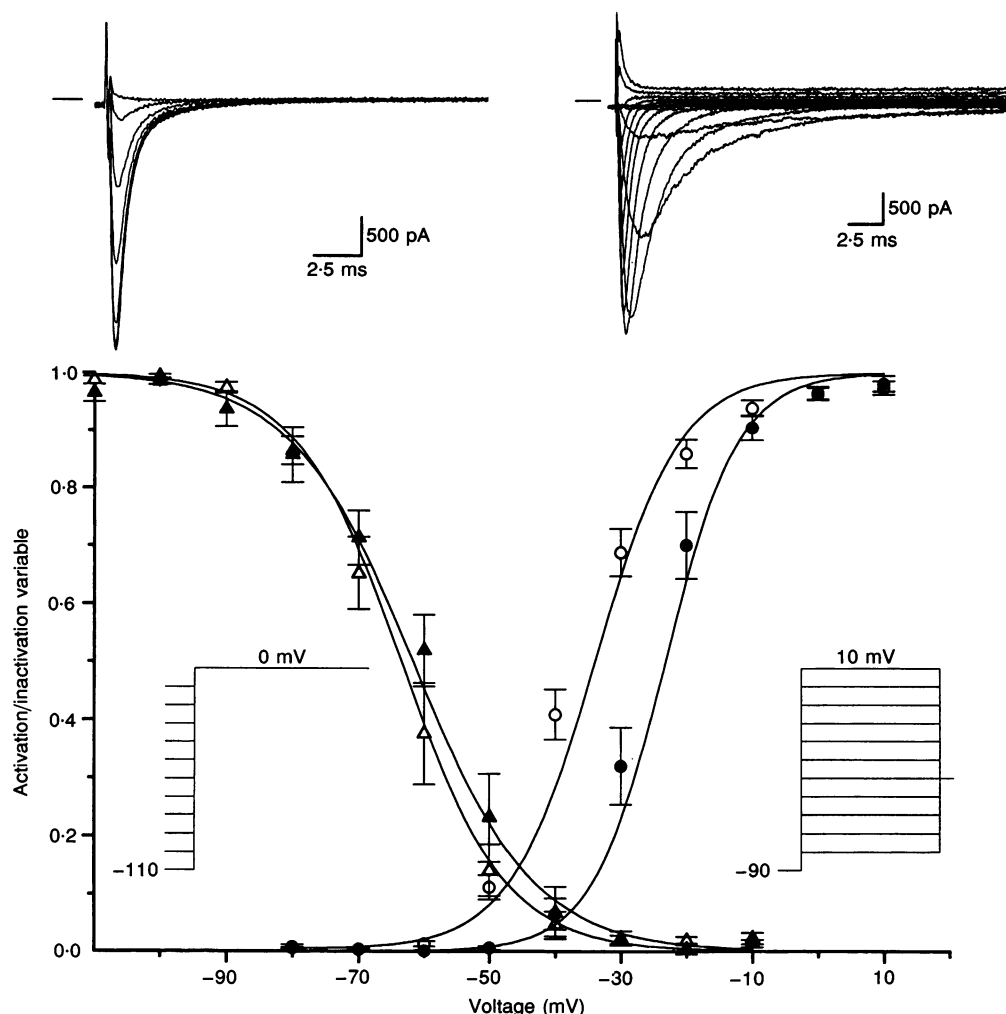 500 pA
2·5 ms
500 pA
2·5 ms
Activation/inactivation variable
1·0
0·8
0·6
0·4
0·2
0·0
0 mV
−110
10 mV
−90
−90
−70
−50
−30
−10
10
Voltage (mV)